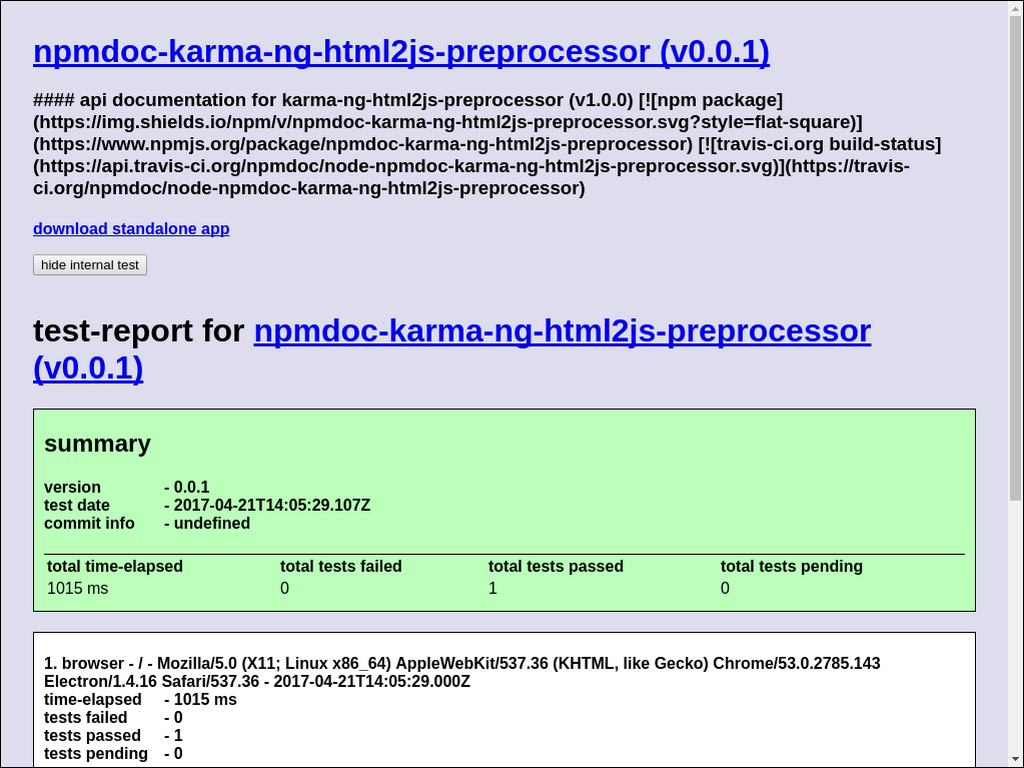 npmdoc-karma-ng-html2js-preprocessor (v0.0.1)
#### api documentation for karma-ng-html2js-preprocessor (v1.0.0) [![npm package]
(https://img.shields.io/npm/v/npmdoc-karma-ng-html2js-preprocessor.svg?style=flat-square)]
(https://www.npmjs.org/package/npmdoc-karma-ng-html2js-preprocessor) [![travis-ci.org build-status]
(https://api.travis-ci.org/npmdoc/node-npmdoc-karma-ng-html2js-preprocessor.svg)](https://travis-
ci.org/npmdoc/node-npmdoc-karma-ng-html2js-preprocessor)
download standalone app
hide internal test
test-report for npmdoc-karma-ng-html2js-preprocessor
(v0.0.1)
summary
version - 0.0.1
test date - 2017-04-21T14:05:29.107Z
commit info - undefined
total time-elapsed total tests failed total tests passed total tests pending
1015 ms 0 1 0
1. browser - / - Mozilla/5.0 (X11; Linux x86_64) AppleWebKit/537.36 (KHTML, like Gecko) Chrome/53.0.2785.143
Electron/1.4.16 Safari/537.36 - 2017-04-21T14:05:29.000Z
time-elapsed - 1015 ms
tests failed - 0
tests passed - 1
tests pending - 0